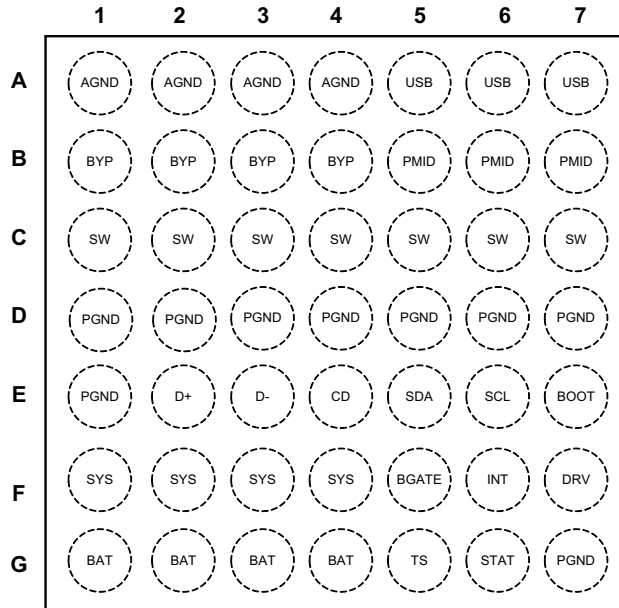 1 2 3 4 5 6 7
A AGND AGND AGND AGND USB USB USB
B BYP BYP BYP BYP PMID PMID PMID
C SW SW SW SW SW SW SW
D PGND PGND PGND PGND PGND PGND PGND
E PGND D+ D- CD SDA SCL BOOT
F SYS SYS SYS SYS BGATE INT DRV
G BAT BAT BAT BAT TS STAT PGND